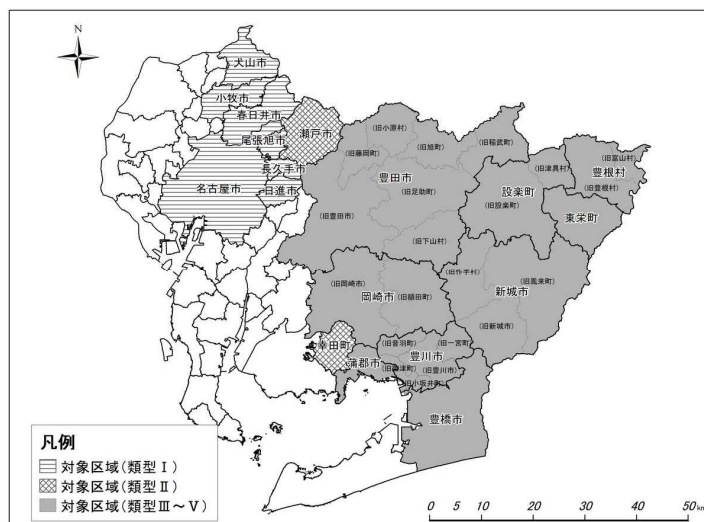 N
犬山市
小牧市
春日井市
尾張旭市
瀬戸市
長久手市
名古屋市
日進市
(旧小原村)
(旧旭町)
(旧稲武町)
(旧藤岡町)
豊田市
(旧足助町)
(旧豊田市)
(旧下山村)
(旧富山村)
(旧津具村)
豊根村
設楽町
(旧豊根村)
(旧設楽町)
東栄町
(旧作手村)
(旧鳳来町)
新城市
(旧新城市)
(旧岡崎市)
岡崎市
(旧額田町)
幸田町
(旧音羽町)
(旧一宮町)
豊川市
蒲郡市
(旧豊川市)
(旧小坂井町)
豊橋市
凡例
対象区域(類型Ⅰ)
対象区域(類型Ⅱ)
対象区域(類型Ⅲ~Ⅴ)
0 5 10 20 30 40 50